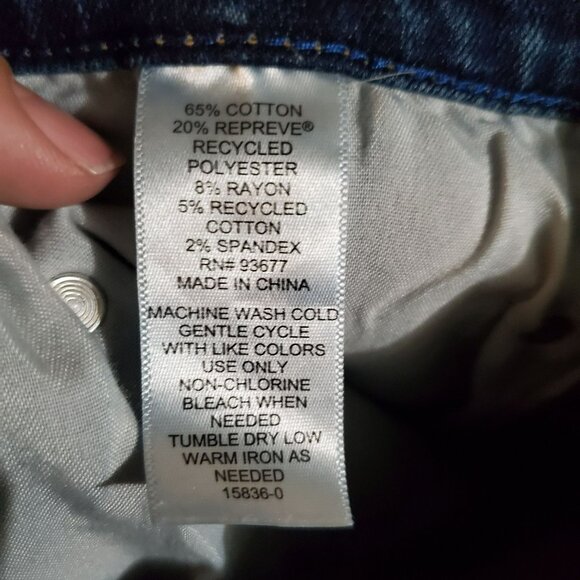 65% COTTON
20% REPREVE®
RECYCLED
POLYESTER
8% RAYON
5% RECYCLED
COTTON
2% SPANDEX
RN# 93677
MADE IN CHINA
MACHINE WASH COLD
GENTLE CYCLE
WITH LIKE COLORS
USE ONLY
NON-CHLORINE
BLEACH WHEN
NEEDED
TUMBLE DRY LOW
WARM IRON AS
NEEDED
15836-0